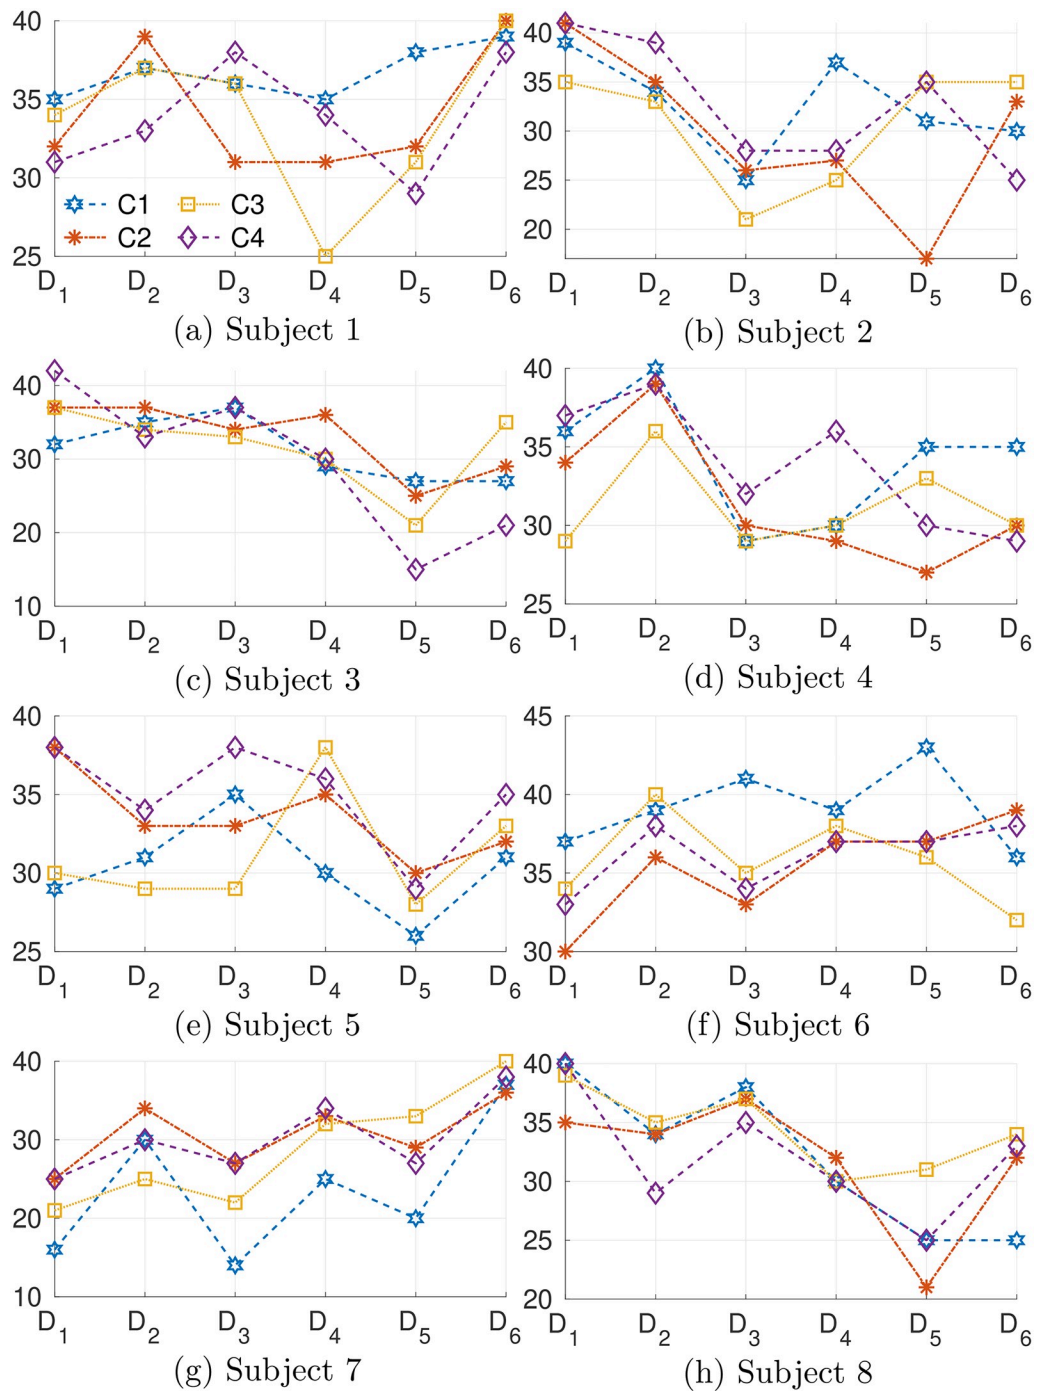 40
35
30
25
C1 C3
C2 C4
D1 D2 D3 D4 D5 D6
(a) Subject 1
40
35
30
25
20
D1 D2 D3 D4 D5 D6
(b) Subject 2
40
30
20
10
D1 D2 D3 D4 D5 D6
(c) Subject 3
40
35
30
25
D1 D2 D3 D4 D5 D6
(d) Subject 4
40
35
30
25
D1 D2 D3 D4 D5 D6
(e) Subject 5
45
40
35
30
D1 D2 D3 D4 D5 D6
(f) Subject 6
40
30
20
10
D1 D2 D3 D4 D5 D6
(g) Subject 7
40
35
30
25
20
D1 D2 D3 D4 D5 D6
(h) Subject 8